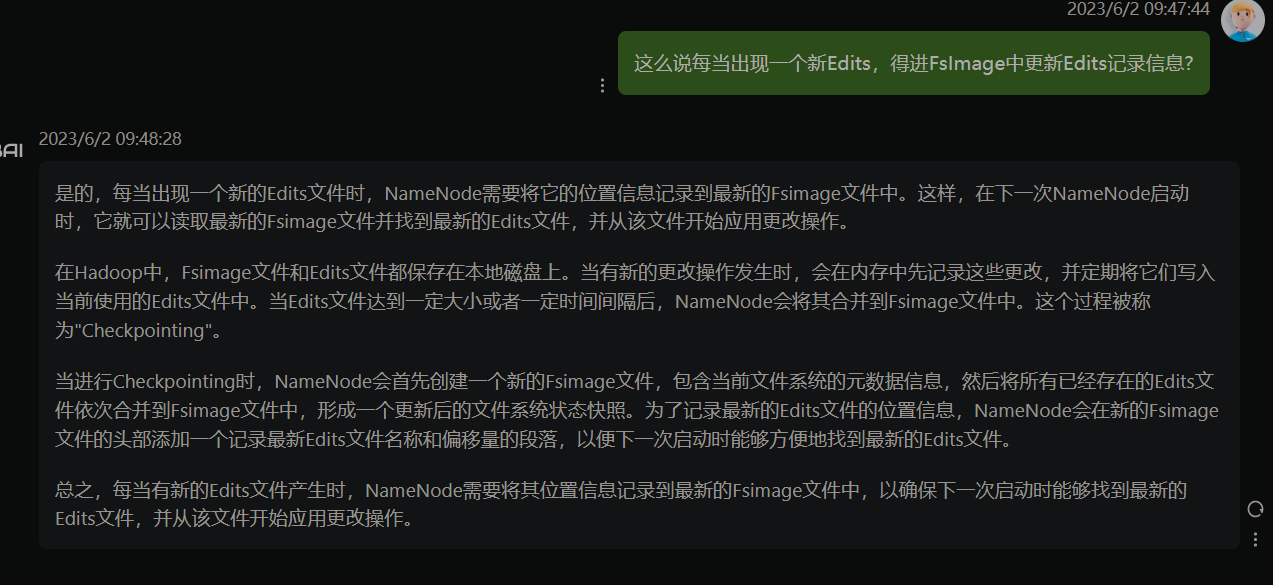 2023/6/2 09:47:44
这么说每当出现一个新Edits，得进FsImage中更新Edits记录信息?
2023/6/2 09:48:28
AI
是的，每当出现一个新的Edits文件时，NameNode需要将它的位置信息记录到最新的Fsimage文件中。这样，在下一次NameNode启动
时，它就可以读取最新的Fsimage文件并找到最新的Edits文件，并从该文件开始应用更改操作。
在Hadoop中，Fsimage文件和Edits文件都保存在本地磁盘上。当有新的更改操作发生时，会在内存中先记录这些更改，并定期将它们写入
当前使用的Edits文件中。当Edits文件达到一定大小或者一定时间间隔后，NameNode会将其合并到Fsimage文件中。这个过程被称
为"Checkpointing"。
当进行Checkpointing时，NameNode会首先创建一个新的Fsimage文件，包含当前文件系统的元数据信息，然后将所有已经存在的Edits文
件依次合并到Fsimage文件中，形成一个更新后的文件系统状态快照。为了记录最新的Edits文件的位置信息，NameNode会在新的Fsimage
文件的头部添加一个记录最新Edits文件名称和偏移量的段落，以便下一次启动时能够方便地找到最新的Edits文件。
总之，每当有新的Edits文件产生时，NameNode需要将其位置信息记录到最新的Fsimage文件中，以确保下一次启动时能够找到最新的
Edits文件，并从该文件开始应用更改操作。